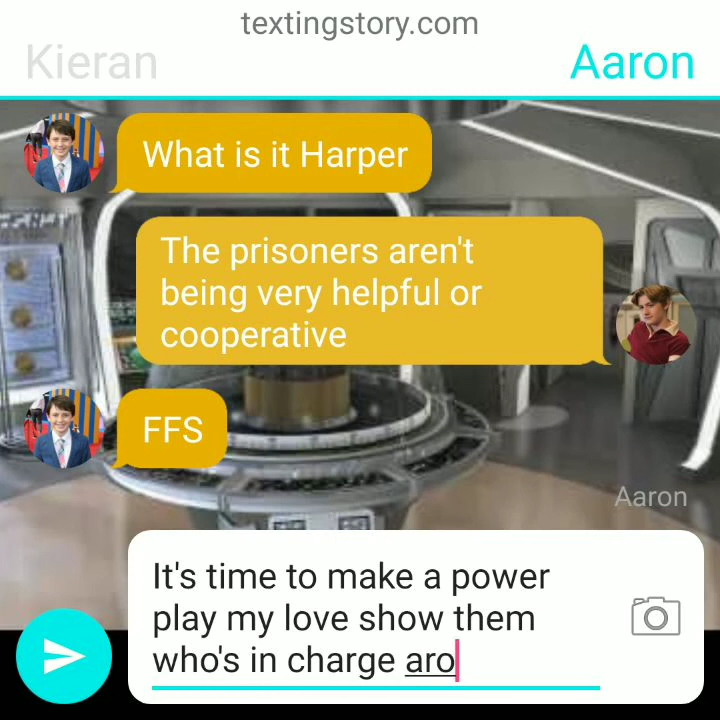 textingstory.com
Kieran
Aaron
What is it Harper
The prisoners aren't
being very helpful or
cooperative
FFS
Aaron
It's time to make a power
play my love show them
who's in charge aro